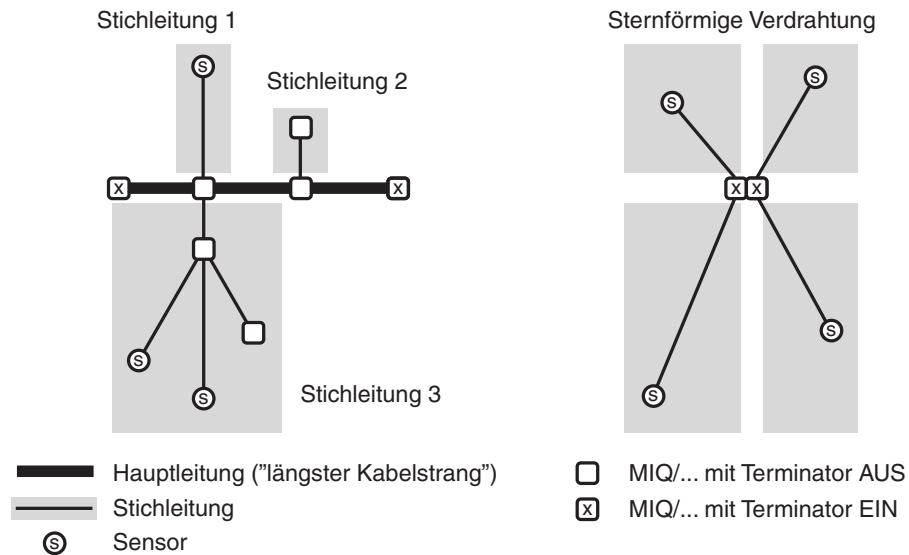 Stichleitung 1
Sternförmige Verdrahtung
S
S
Stichleitung 2
S
X
X
X X
S
S
S
S
Stichleitung 3
Hauptleitung ("längster Kabelstrang")
MIQ/... mit Terminator AUS
Stichleitung
X MIQ/... mit Terminator EIN
S Sensor